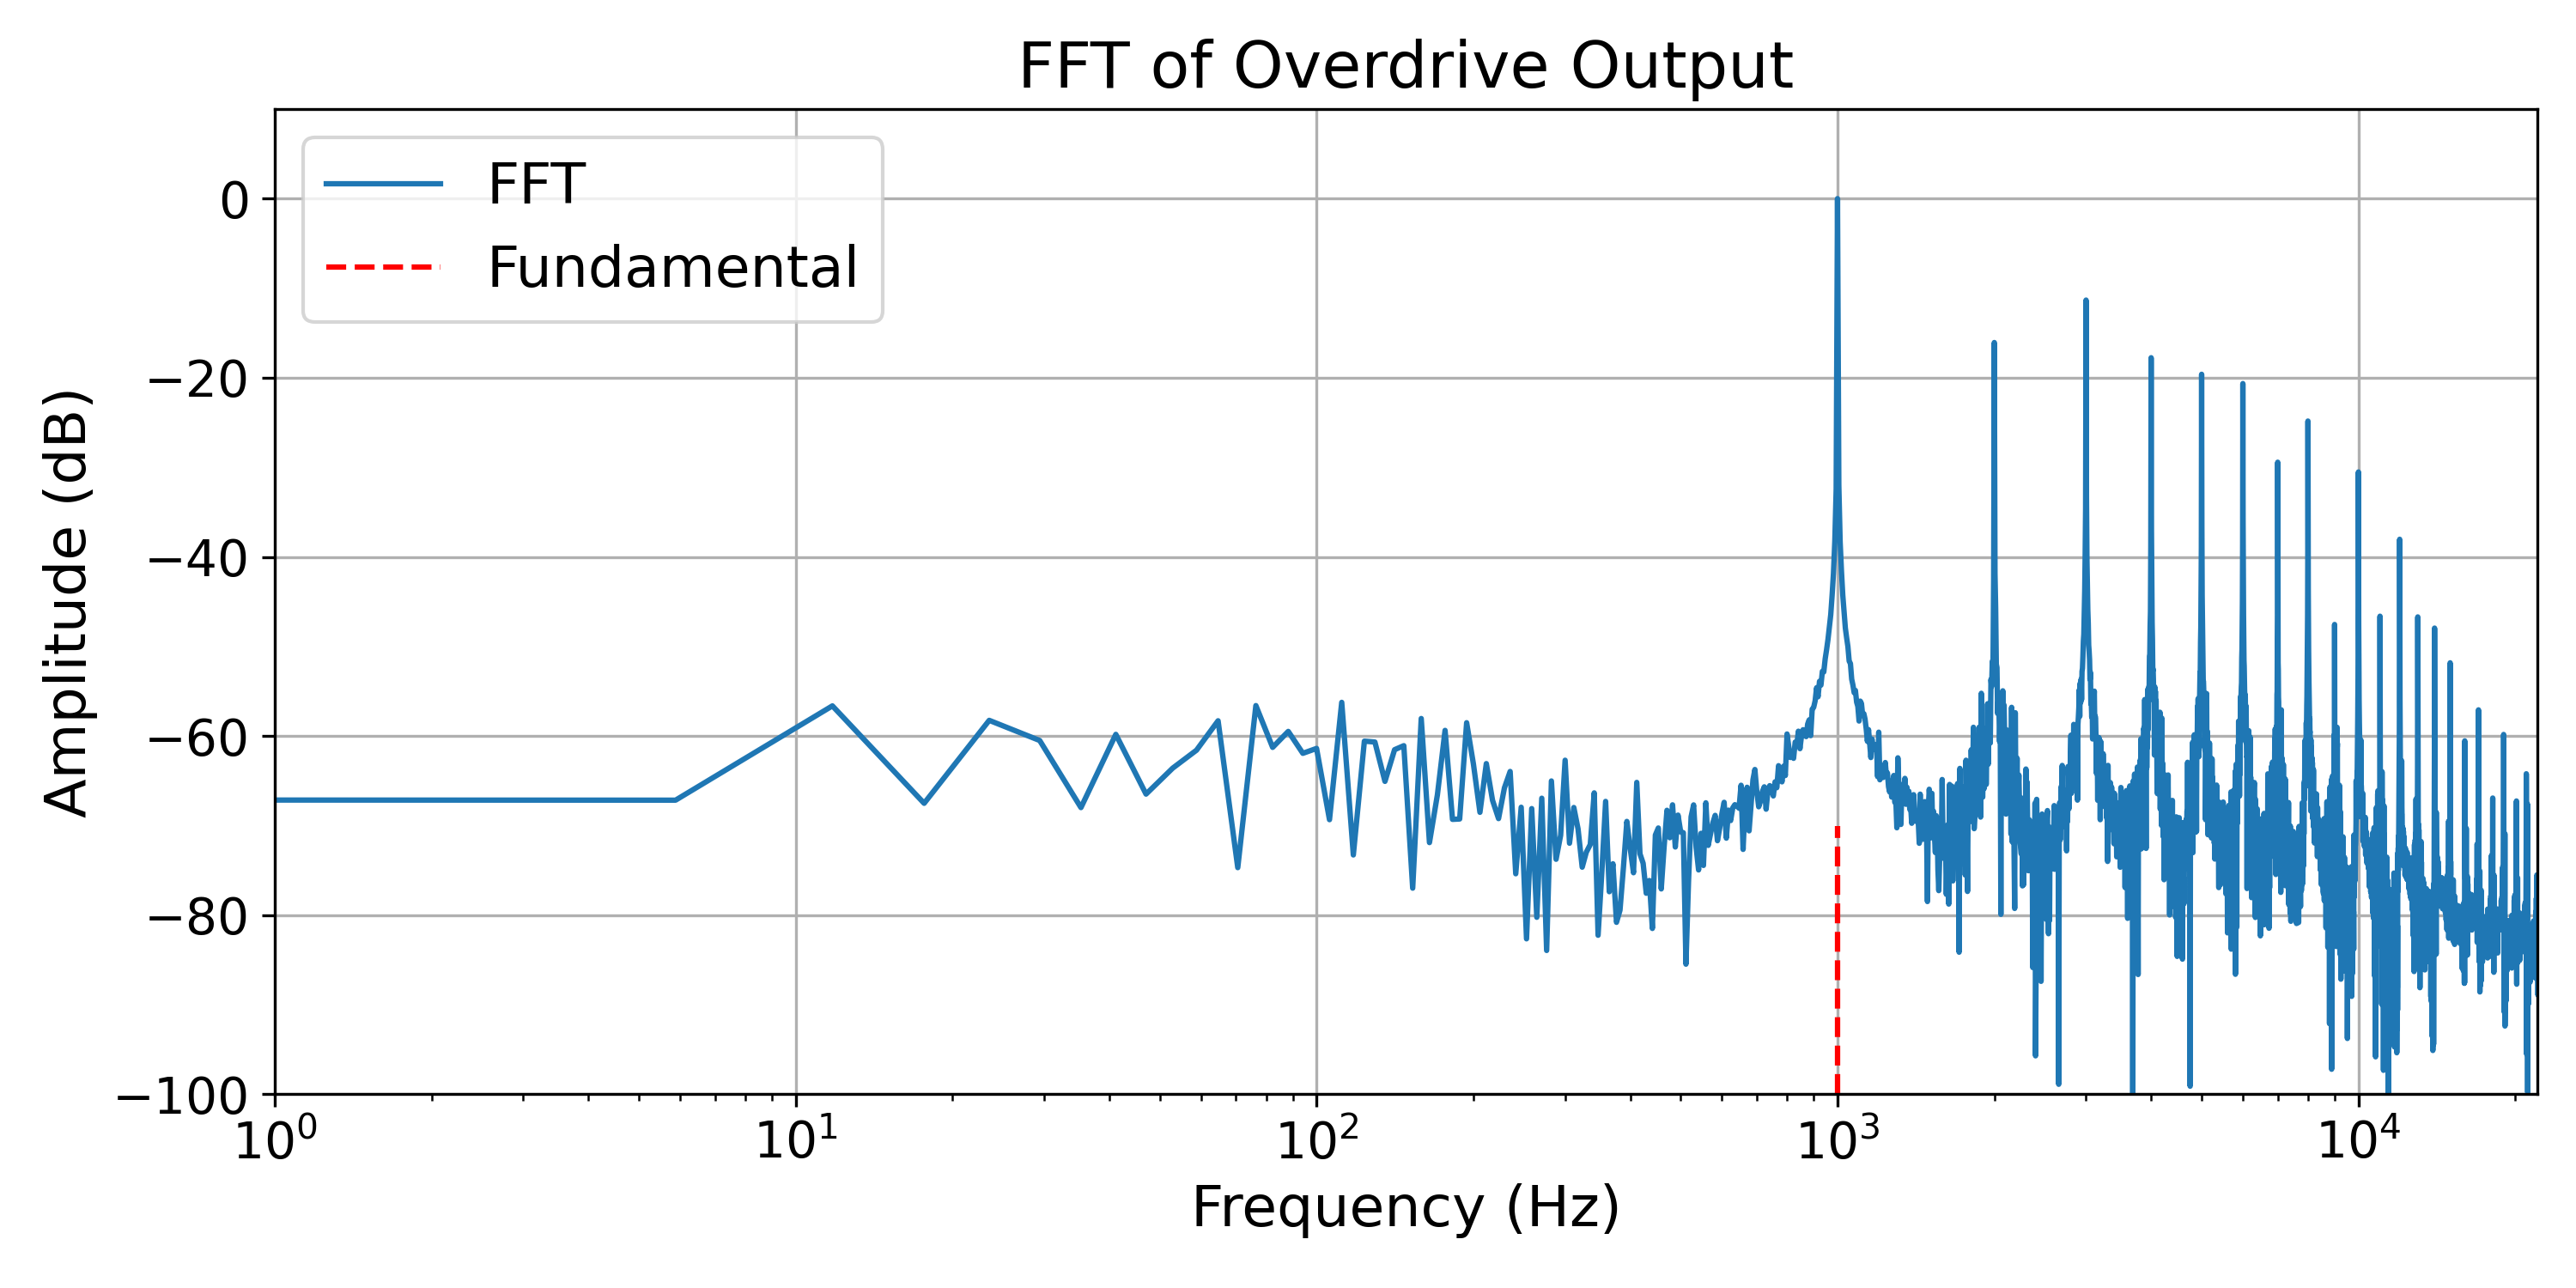 FFT of Overdrive Output
FFT
Fundamental
Amplitude (dB)
0
−20
−40
−60
−80
−100
10⁰ 10¹ 10² 10³ 10⁴
Frequency (Hz)